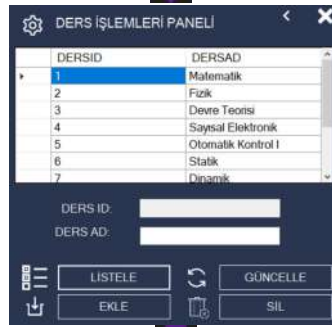 DERS İŞLEMLERİ PANELİ
DERSID DERSAD
1 Matematik
2 Fizik
3 Devre Teorisi
4 Sayısal Elektronik
5 Otomatik Kontrol I
6 Statik
7 Dinamik
DERS ID:
DERS AD:
LİSTELE GÜNCELLE
EKLE SİL